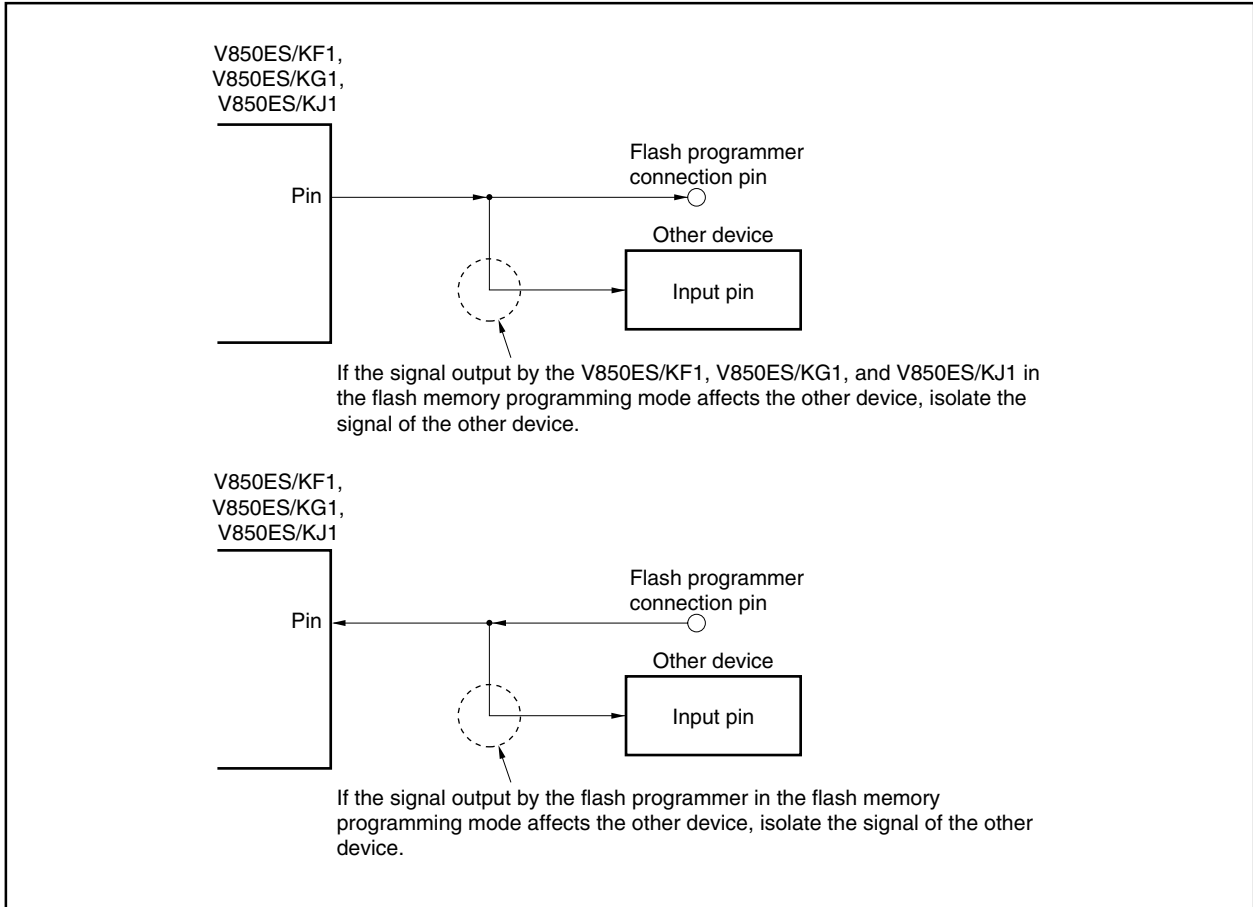 V850ES/KF1,
V850ES/KG1,
V850ES/KJ1
Flash programmer
connection pin
Pin
Other device
Input pin
If the signal output by the V850ES/KF1, V850ES/KG1, and V850ES/KJ1 in
the flash memory programming mode affects the other device, isolate the
signal of the other device.
V850ES/KF1,
V850ES/KG1,
V850ES/KJ1
Flash programmer
connection pin
Pin
Other device
Input pin
If the signal output by the flash programmer in the flash memory
programming mode affects the other device, isolate the signal of the other
device.